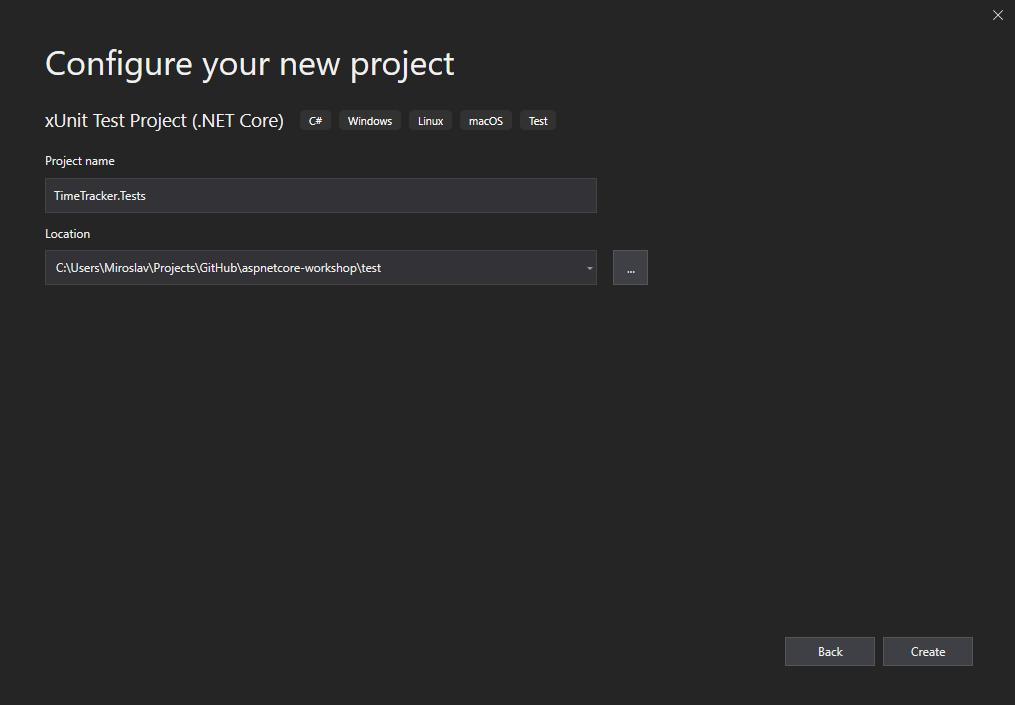 Configure your new project
xUnit Test Project (.NET Core) C# Windows Linux macOS Test
Project name
TimeTracker.Tests
Location
C:\Users\Miroslav\Projects\GitHub\aspnetcore-workshop\test
...
Back Create